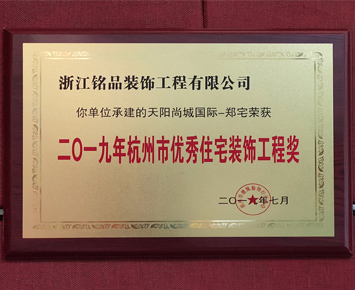 浙江铭品装饰工程有限公司
你单位承建的天阳尚城国际-郑宅荣获
二〇一九年杭州市优秀住宅装饰工程奖
二〇一 年七月